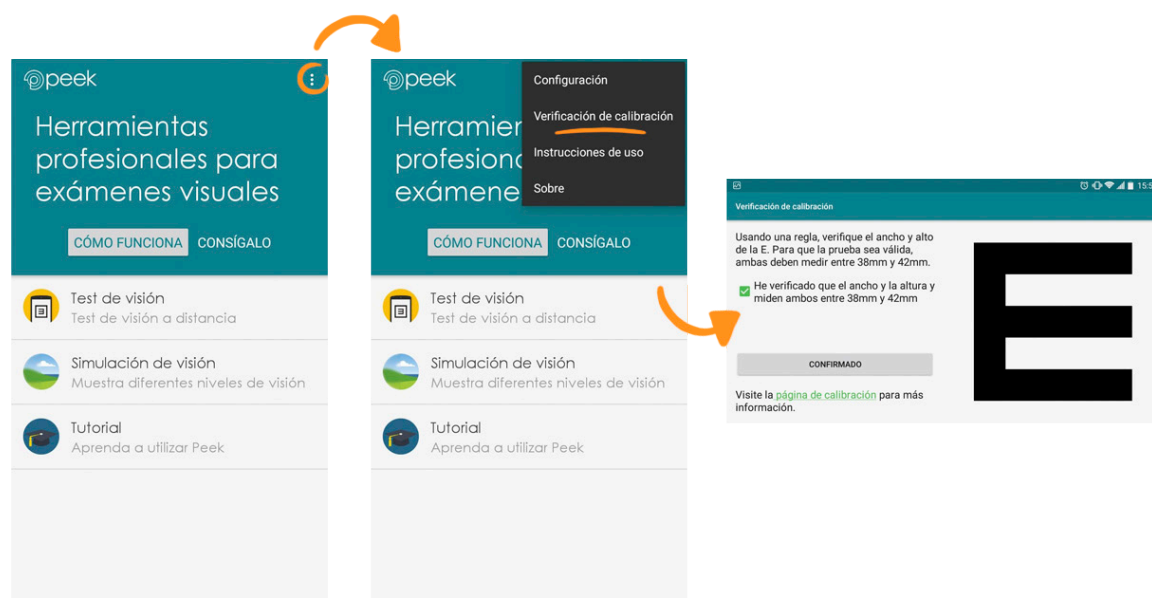 peek
Herramientas
profesionales para
exámenes visuales
CÓMO FUNCIONA CONSÍGALO
Test de visión
Test de visión a distancia
Simulación de visión
Muestra diferentes niveles de visión
Tutorial
Aprenda a utilizar Peek
peek
Herramier
profesiona
exámene
Configuración
Verificación de calibración
Instrucciones de uso
Sobre
CÓMO FUNCIONA CONSÍGALO
Test de visión
Test de visión a distancia
Simulación de visión
Muestra diferentes niveles de visión
Tutorial
Aprenda a utilizar Peek
15:5
Verificación de calibración
Usando una regla, verifique el ancho y alto
de la E. Para que la prueba sea válida,
ambas deben medir entre 38mm y 42mm.
He verificado que el ancho y la altura y
miden ambos entre 38mm y 42mm
CONFIRMADO
Visite la página de calibración para más
información.
E